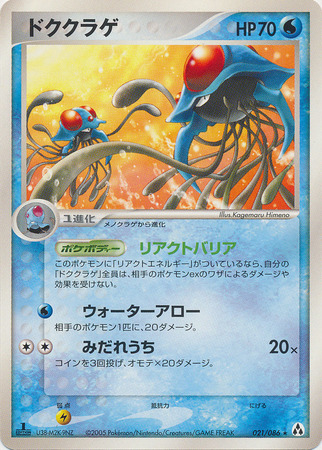 ドククラゲ HP70
Illus.Kagemaru Himeno
1進化 メノクラゲから進化
ポケボディー リアクトバリア
このポケモンに「リアクトエネルギー」がついているなら、自分の
「ドククラゲ」全員は、相手のポケモンexのワザによるダメージや
効果を受けない。
ウォーターアロー
相手のポケモン1匹に、20ダメージ。
みだれうち 20×
コインを3回投げ、オモテ×20ダメージ。
弱点 抵抗力 にげる
1 U38-M2K-9NZ ©2005 Pokémon/Nintendo/Creatures/GAME FREAK 021/086